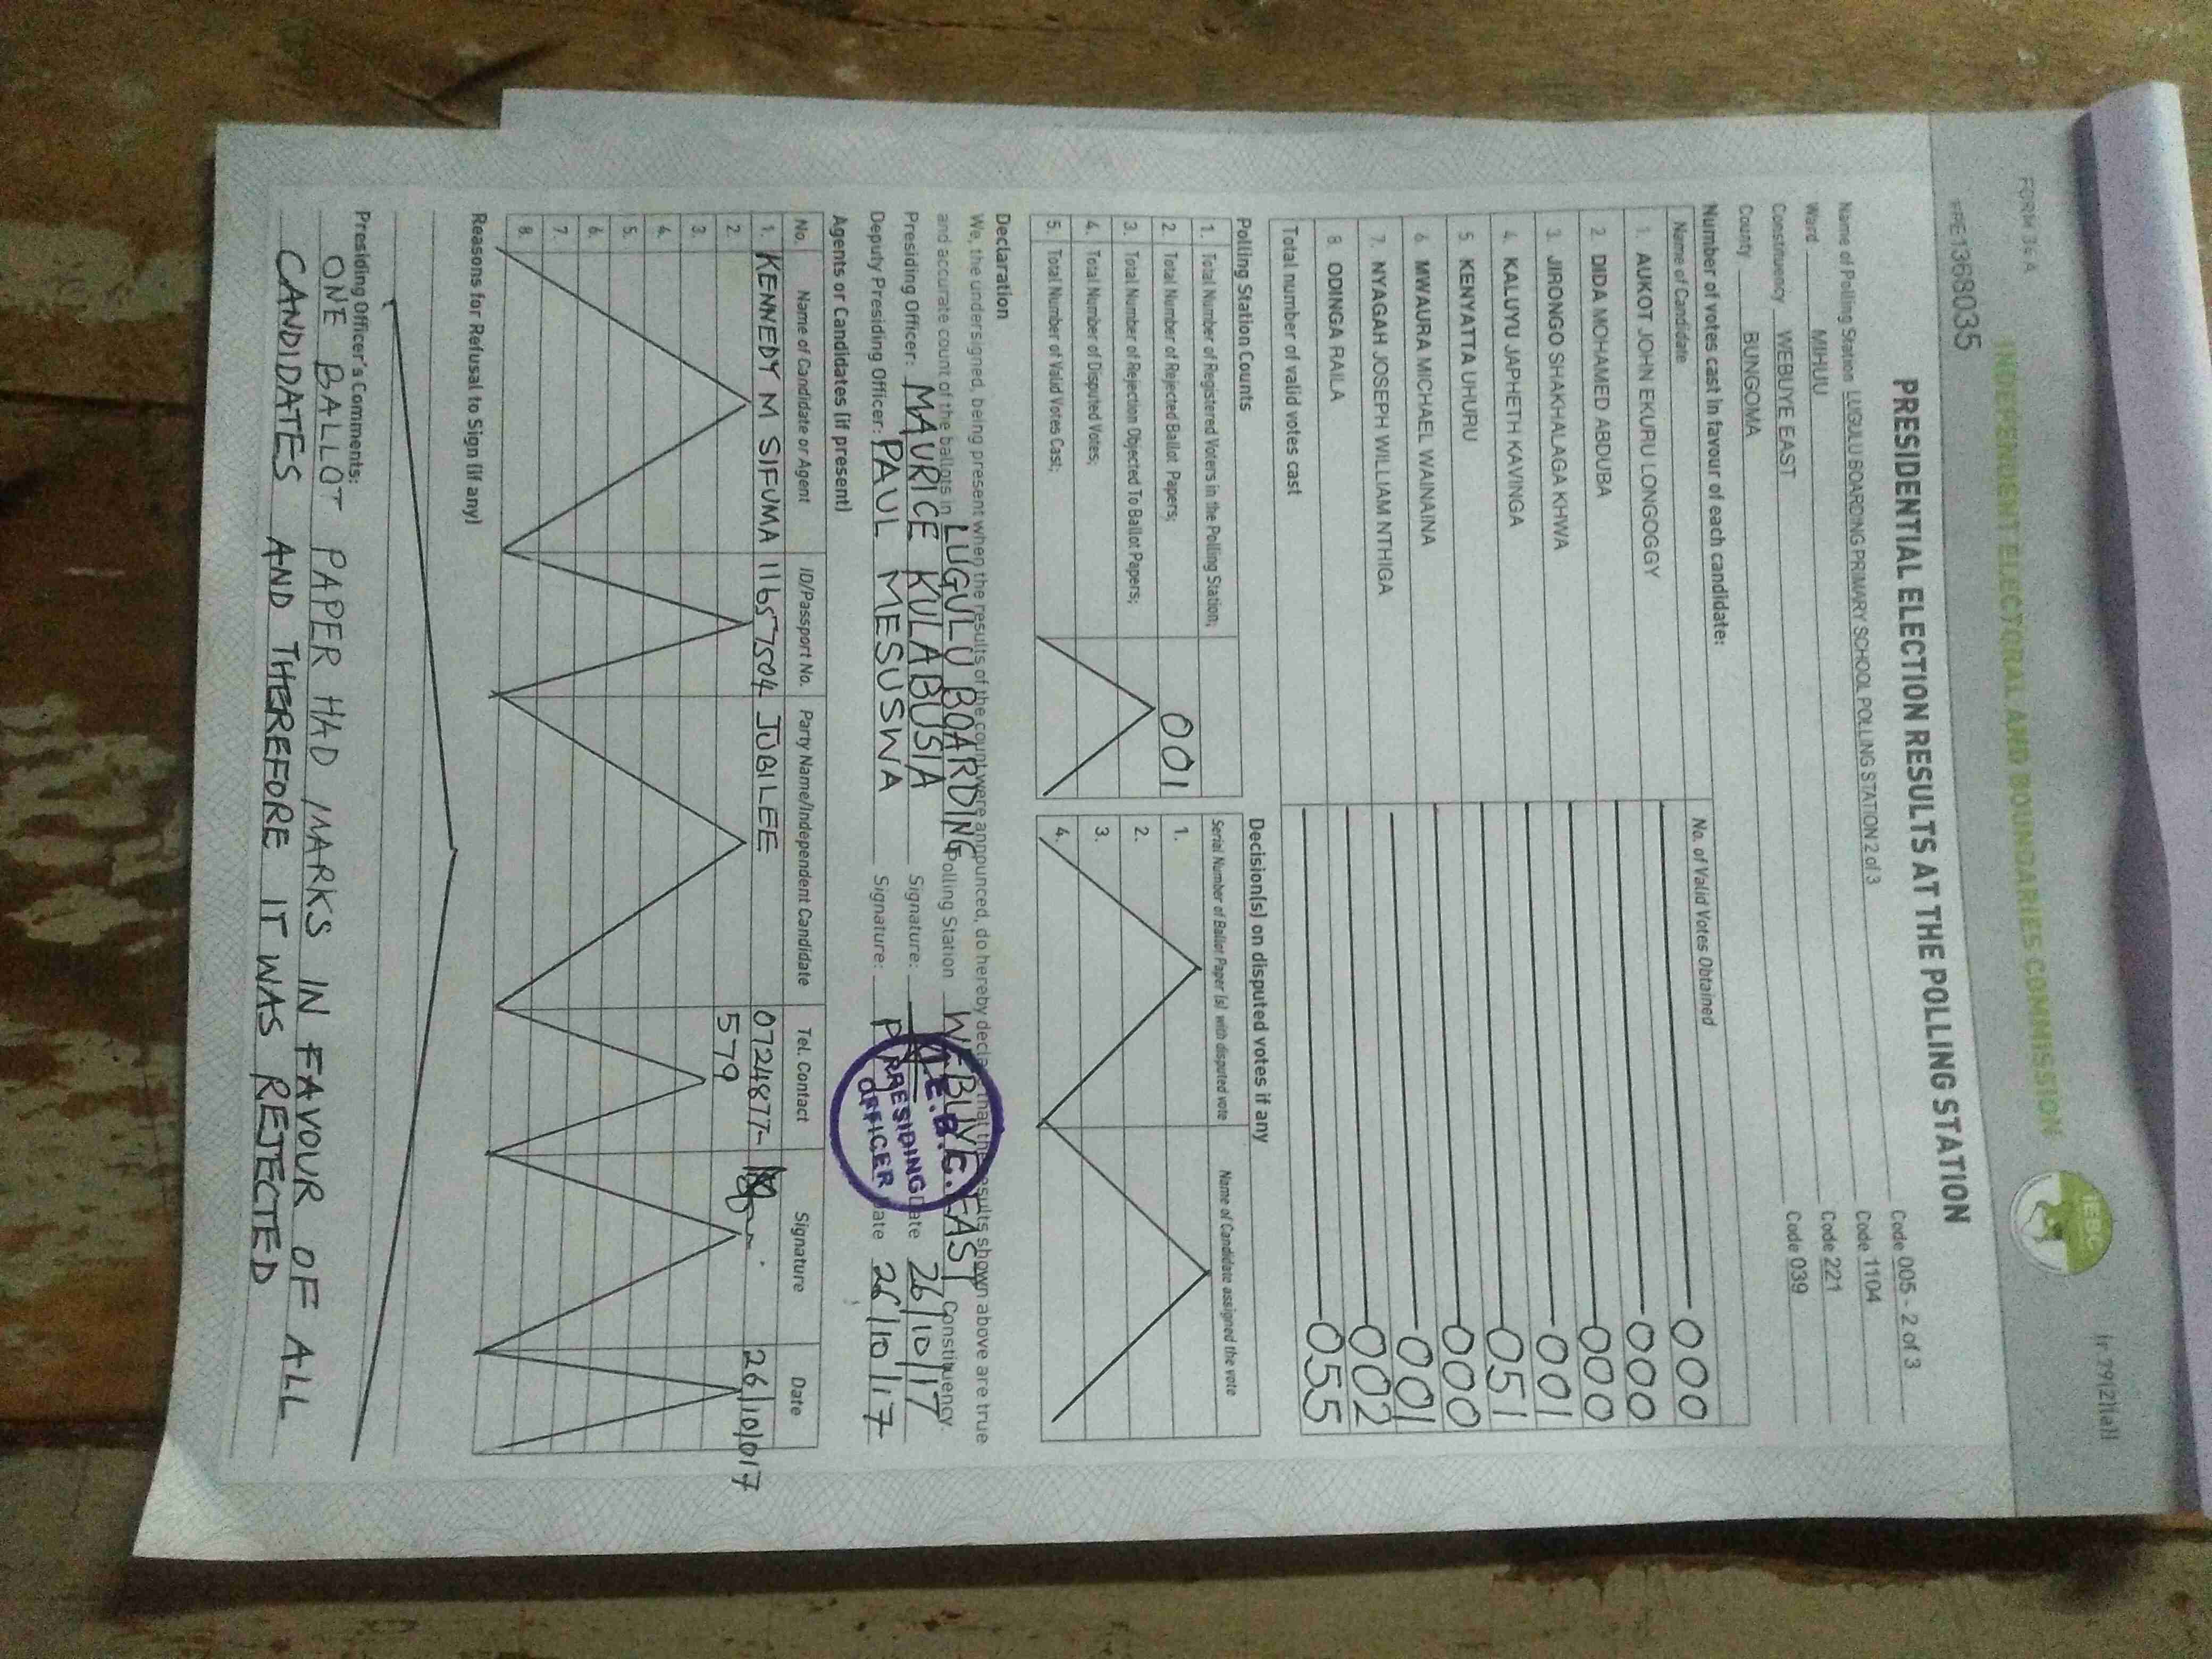 FORM 34 A
ir 79(2)(a))
INDEPENDENT ELECTORAL AND BOUNDARIES COMMISSION
IEBC
PRE1368035
PRESIDENTIAL ELECTION RESULTS AT THE POLLING STATION
Name of Polling Station LUGULU BOARDING PRIMARY SCHOOL POLLING STATION 2 of 3 Code 005 - 2 of 3
Ward MIHUU Code 1104
Constituency WEBUYE EAST Code 221
County BUNGOMA Code 039
Number of votes cast in favour of each candidate:
Name of Candidate No. of Valid Votes Obtained
1. AUKOT JOHN EKURU LONGOGGY 000
2. DIDA MOHAMED ABDUBA 000
3. JIRONGO SHAKHALAGA KHWA 000
4. KALUYU JAPHETH KAVINGA 001
5. KENYATTA UHURU 051
6. MWAURA MICHAEL WAINAINA 000
7. NYAGAH JOSEPH WILLIAM NTHIGA 001
8. ODINGA RAILA 002
Total number of valid votes cast 055
Polling Station Counts
1. Total Number of Registered Voters in the Polling Station;
2. Total Number of Rejected Ballot Papers; 001
3. Total Number of Rejection Objected To Ballot Papers;
4. Total Number of Disputed Votes;
5. Total Number of Valid Votes Cast;
Decision(s) on disputed votes if any
Serial Number of Ballot Paper (s) with disputed vote Name of Candidate assigned the vote
1.
2.
3.
4.
Declaration
We, the undersigned, being present when the results of the count were announced, do hereby declare that the results shown above are true
and accurate count of the ballots in LUGULU BOARDING Polling Station WEBUYE EAST Constituency.
Presiding Officer: MAURICE KULABUSIA Signature: Date 26/10/17
Deputy Presiding Officer: PAUL MESUSWA Signature: Date 26/10/17
I.E.B.C.
PRESIDING
OFFICER
Agents or Candidates (if present)
No. Name of Candidate or Agent ID/Passport No. Party Name/Independent Candidate Tel. Contact Signature Date
1. KENNEDY M SIFUMA 11657504 JUBILEE 0724877- 26/10/017
2. 579
3.
4.
5.
6.
7.
8.
Reasons for Refusal to Sign (if any)
Presiding Officer's Comments:
ONE BALLOT PAPER HAD MARKS IN FAVOUR OF ALL
CANDIDATES AND THEREFORE IT WAS REJECTED